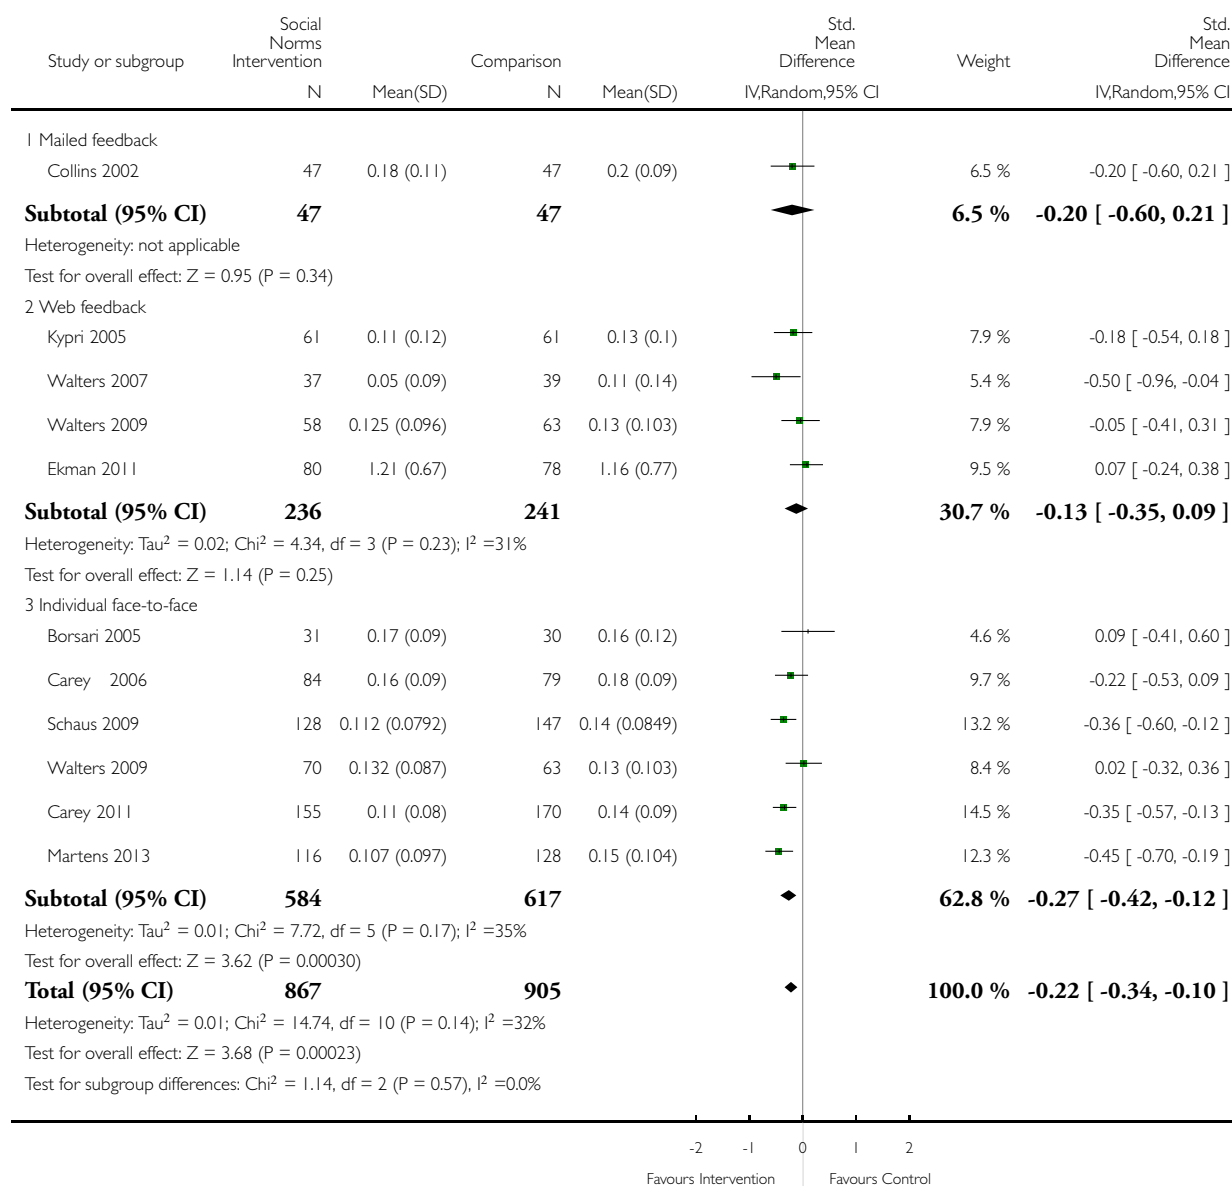 Study or subgroup Social Norms Intervention Comparison Std. Mean Difference Weight Std. Mean Difference
N Mean(SD) N Mean(SD) IV,Random,95% CI IV,Random,95% CI
1 Mailed feedback
Collins 2002 47 0.18 (0.11) 47 0.2 (0.09) 6.5 % -0.20 [ -0.60, 0.21 ]
Subtotal (95% CI) 47 47 6.5 % -0.20 [ -0.60, 0.21 ]
Heterogeneity: not applicable
Test for overall effect: Z = 0.95 (P = 0.34)
2 Web feedback
Kypri 2005 61 0.11 (0.12) 61 0.13 (0.1) 7.9 % -0.18 [ -0.54, 0.18 ]
Walters 2007 37 0.05 (0.09) 39 0.11 (0.14) 5.4 % -0.50 [ -0.96, -0.04 ]
Walters 2009 58 0.125 (0.096) 63 0.13 (0.103) 7.9 % -0.05 [ -0.41, 0.31 ]
Ekman 2011 80 1.21 (0.67) 78 1.16 (0.77) 9.5 % 0.07 [ -0.24, 0.38 ]
Subtotal (95% CI) 236 241 30.7 % -0.13 [ -0.35, 0.09 ]
Heterogeneity: Tau² = 0.02; Chi² = 4.34, df = 3 (P = 0.23); I² =31%
Test for overall effect: Z = 1.14 (P = 0.25)
3 Individual face-to-face
Borsari 2005 31 0.17 (0.09) 30 0.16 (0.12) 4.6 % 0.09 [ -0.41, 0.60 ]
Carey 2006 84 0.16 (0.09) 79 0.18 (0.09) 9.7 % -0.22 [ -0.53, 0.09 ]
Schaus 2009 128 0.112 (0.0792) 147 0.14 (0.0849) 13.2 % -0.36 [ -0.60, -0.12 ]
Walters 2009 70 0.132 (0.087) 63 0.13 (0.103) 8.4 % 0.02 [ -0.32, 0.36 ]
Carey 2011 155 0.11 (0.08) 170 0.14 (0.09) 14.5 % -0.35 [ -0.57, -0.13 ]
Martens 2013 116 0.107 (0.097) 128 0.15 (0.104) 12.3 % -0.45 [ -0.70, -0.19 ]
Subtotal (95% CI) 584 617 62.8 % -0.27 [ -0.42, -0.12 ]
Heterogeneity: Tau² = 0.01; Chi² = 7.72, df = 5 (P = 0.17); I² =35%
Test for overall effect: Z = 3.62 (P = 0.00030)
Total (95% CI) 867 905 100.0 % -0.22 [ -0.34, -0.10 ]
Heterogeneity: Tau² = 0.01; Chi² = 14.74, df = 10 (P = 0.14); I² =32%
Test for overall effect: Z = 3.68 (P = 0.00023)
Test for subgroup differences: Chi² = 1.14, df = 2 (P = 0.57), I² =0.0%
-2 -1 0 1 2
Favours Intervention Favours Control